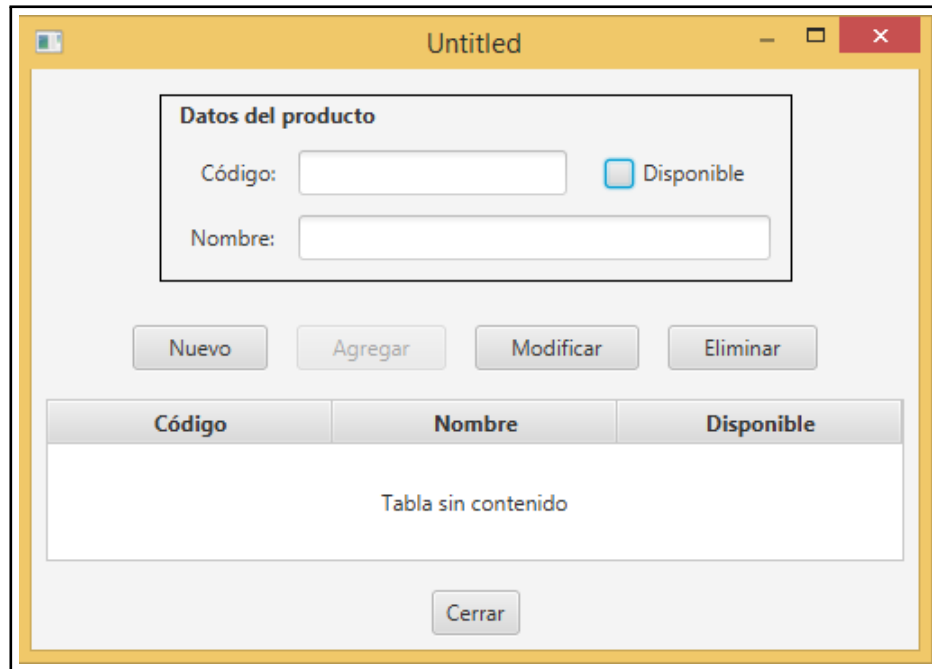 Untitled
Datos del producto
Código:
Disponible
Nombre:
Nuevo Agregar Modificar Eliminar
Código Nombre Disponible
Tabla sin contenido
Cerrar